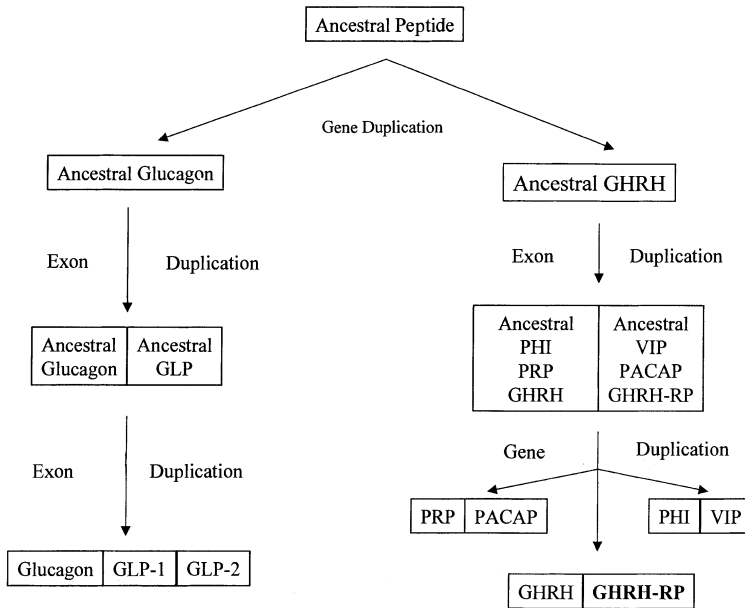 Ancestral Peptide
Gene Duplication
Ancestral Glucagon
Ancestral GHRH
Exon Duplication
Exon Duplication
Ancestral Glucagon
Ancestral GLP
Ancestral
PHI
PRP
GHRH
Ancestral
VIP
PACAP
GHRH-RP
Exon Duplication
Gene Duplication
PRP PACAP
PHI VIP
Glucagon GLP-1 GLP-2
GHRH GHRH-RP